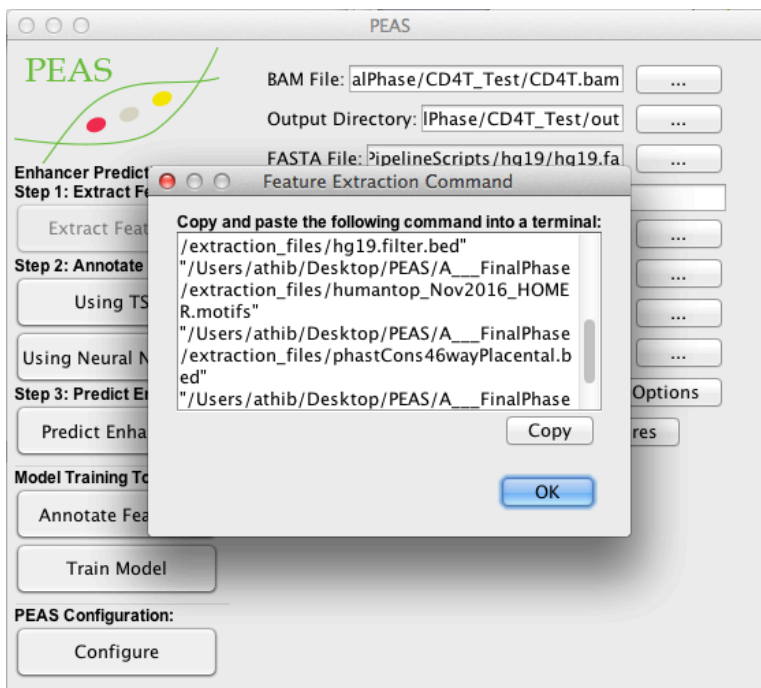 PEAS
PEAS
BAM File: alPhase/CD4T_Test/CD4T.bam ...
Output Directory: lPhase/CD4T_Test/out ...
FASTA File: PipelineScripts/hg19/hg19.fa ...
Enhancer Predict
Step 1: Extract Fe
Extract Feat
...
Step 2: Annotate
...
Using TS
...
Using Neural N
...
Step 3: Predict E
Options
Predict Enha
res
Model Training To
Annotate Fea
Train Model
PEAS Configuration:
Configure
Feature Extraction Command
Copy and paste the following command into a terminal:
/extraction_files/hg19.filter.bed"
"/Users/athib/Desktop/PEAS/A___FinalPhase
/extraction_files/humantop_Nov2016_HOME
R.motifs"
"/Users/athib/Desktop/PEAS/A___FinalPhase
/extraction_files/phastCons46wayPlacental.b
ed"
"/Users/athib/Desktop/PEAS/A___FinalPhase
Copy
OK